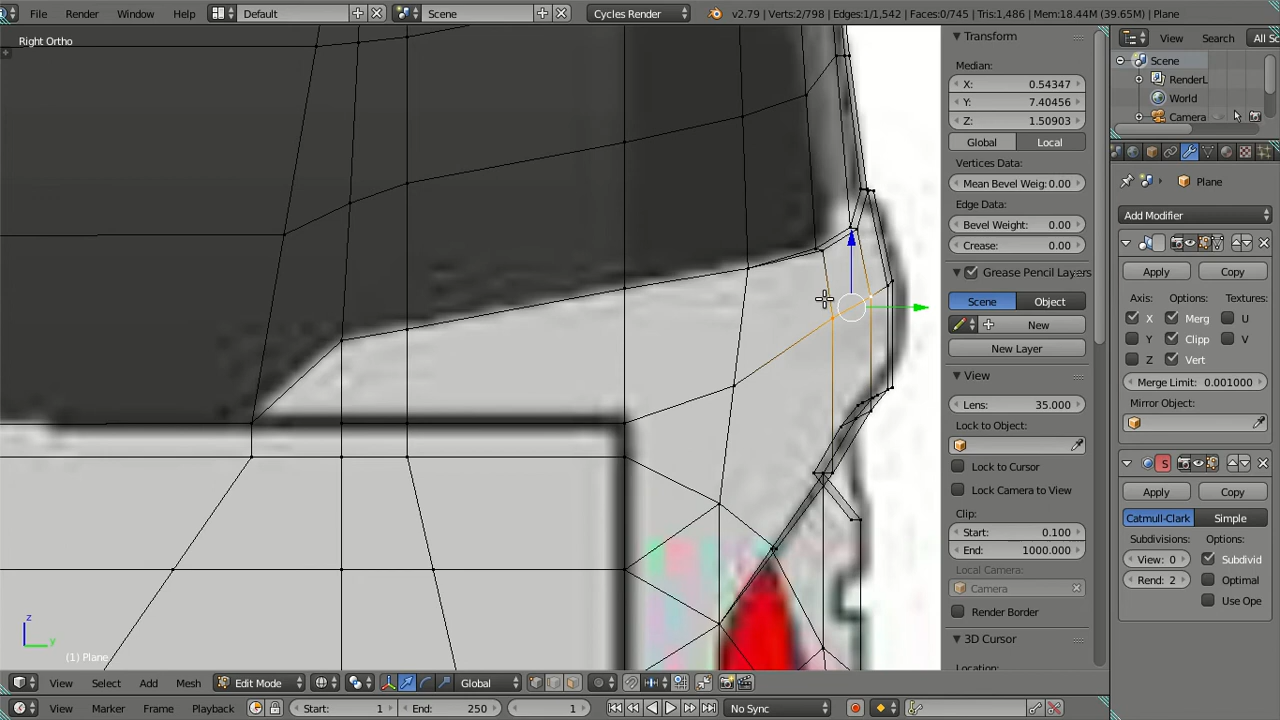 File Render Window Help Default Scene Cycles Render v2.79 | Verts:2/798 | Edges:1/1,542 | Faces:0/745 | Tris:1,486 | Mem:18.44M (39.65M) | Plane
Right Ortho
Transform
View Search All Sc
Scene
Median:
RenderL
X: 0.54347
World
Y: 7.40456
Camera
Z: 1.50903
Global Local
Vertices Data:
Mean Bevel Weig: 0.00
Plane
Edge Data:
Add Modifier
Bevel Weight: 0.00
Crease: 0.00
Grease Pencil Layers
Apply Copy
Scene Object
Axis: Options: Textures:
New
X Merg U
Y Clipp V
New Layer
Z Vert
View
Merge Limit: 0.001000
Lens: 35.000
Mirror Object:
Lock to Object:
Lock to Cursor
S
Lock Camera to View
Apply Copy
Clip:
Catmull-Clark Simple
Start: 0.100
Subdivisions: Options:
End: 1000.000
View: 0 Subdivid
Local Camera:
Rend: 2 Optimal
Camera
Use Ope
Render Border
z
y
3D Cursor
(1) Plane
Location:
View Select Add Mesh Edit Mode Global
View Marker Frame Playback Start: 1 End: 250 1 No Sync